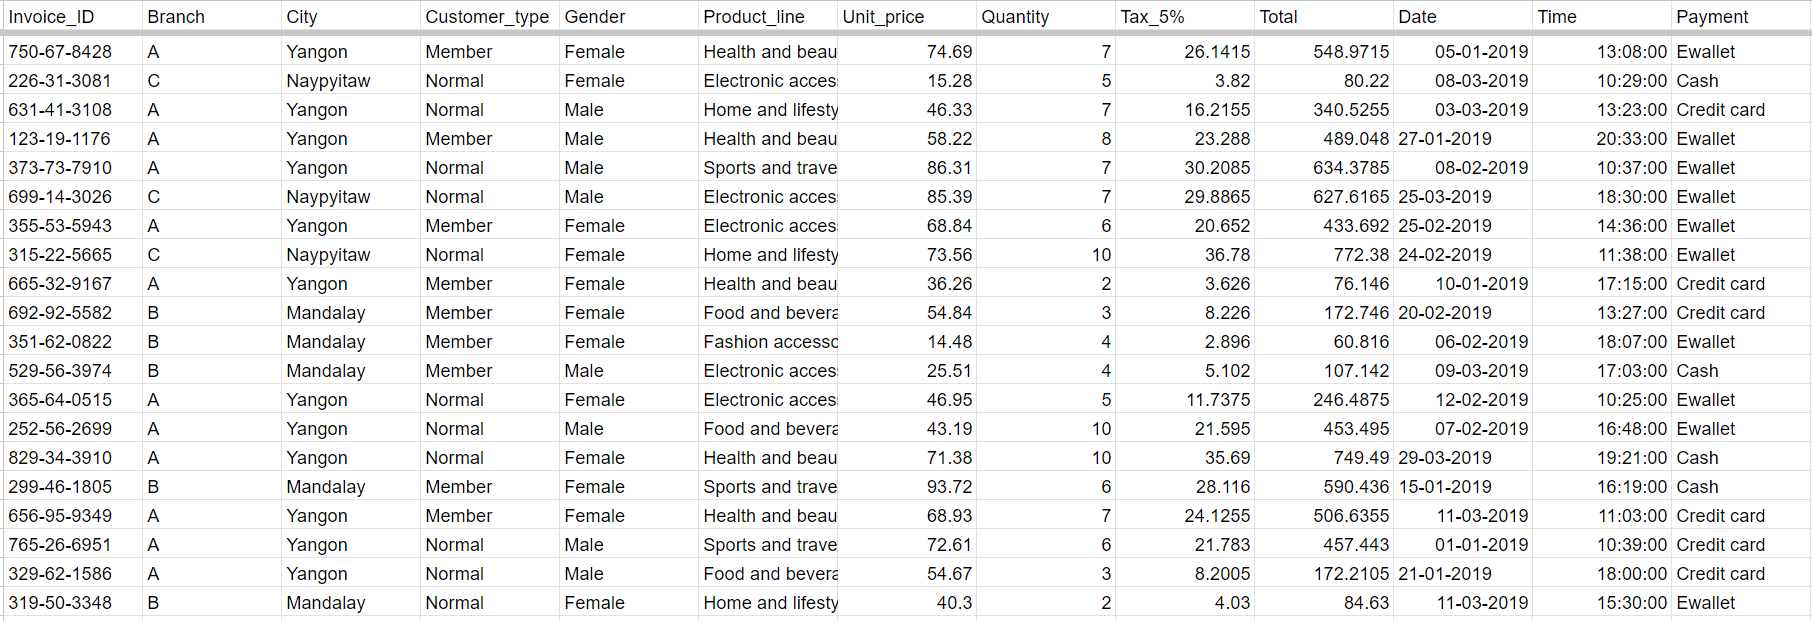 Invoice_ID Branch City Customer_type Gender Product_line Unit_price Quantity Tax_5% Total Date Time Payment
750-67-8428 A Yangon Member Female Health and beau 74.69 7 26.1415 548.9715 05-01-2019 13:08:00 Ewallet
226-31-3081 C Naypyitaw Normal Female Electronic acces 15.28 5 3.82 80.22 08-03-2019 10:29:00 Cash
631-41-3108 A Yangon Normal Male Home and lifesty 46.33 7 16.2155 340.5255 03-03-2019 13:23:00 Credit card
123-19-1176 A Yangon Member Male Health and beau 58.22 8 23.288 489.048 27-01-2019 20:33:00 Ewallet
373-73-7910 A Yangon Normal Male Sports and trave 86.31 7 30.2085 634.3785 08-02-2019 10:37:00 Ewallet
699-14-3026 C Naypyitaw Normal Male Electronic acces 85.39 7 29.8865 627.6165 25-03-2019 18:30:00 Ewallet
355-53-5943 A Yangon Member Female Electronic acces 68.84 6 20.652 433.692 25-02-2019 14:36:00 Ewallet
315-22-5665 C Naypyitaw Normal Female Home and lifesty 73.56 10 36.78 772.38 24-02-2019 11:38:00 Ewallet
665-32-9167 A Yangon Member Female Health and beau 36.26 2 3.626 76.146 10-01-2019 17:15:00 Credit card
692-92-5582 B Mandalay Member Female Food and bevera 54.84 3 8.226 172.746 20-02-2019 13:27:00 Credit card
351-62-0822 B Mandalay Member Female Fashion accesso 14.48 4 2.896 60.816 06-02-2019 18:07:00 Ewallet
529-56-3974 B Mandalay Member Male Electronic acces 25.51 4 5.102 107.142 09-03-2019 17:03:00 Cash
365-64-0515 A Yangon Normal Female Electronic acces 46.95 5 11.7375 246.4875 12-02-2019 10:25:00 Ewallet
252-56-2699 A Yangon Normal Male Food and bevera 43.19 10 21.595 453.495 07-02-2019 16:48:00 Ewallet
829-34-3910 A Yangon Normal Female Health and beau 71.38 10 35.69 749.49 29-03-2019 19:21:00 Cash
299-46-1805 B Mandalay Member Female Sports and trave 93.72 6 28.116 590.436 15-01-2019 16:19:00 Cash
656-95-9349 A Yangon Member Female Health and beau 68.93 7 24.1255 506.6355 11-03-2019 11:03:00 Credit card
765-26-6951 A Yangon Normal Male Sports and trave 72.61 6 21.783 457.443 01-01-2019 10:39:00 Credit card
329-62-1586 A Yangon Normal Male Food and bevera 54.67 3 8.2005 172.2105 21-01-2019 18:00:00 Credit card
319-50-3348 B Mandalay Normal Female Home and lifesty 40.3 2 4.03 84.63 11-03-2019 15:30:00 Ewallet